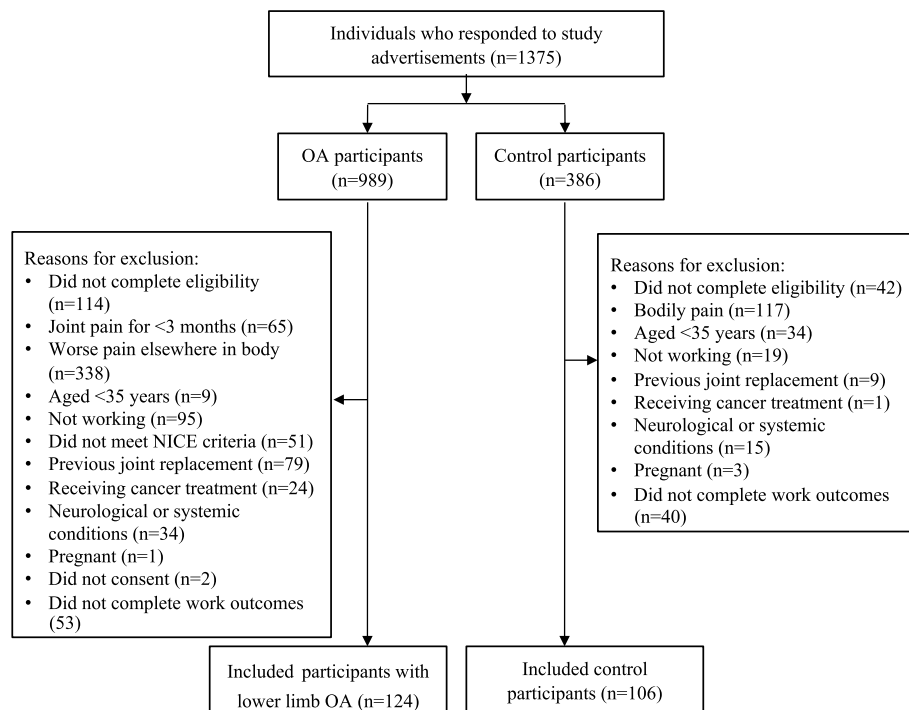 Individuals who responded to study
advertisements (n=1375)
OA participants
(n=989)
Control participants
(n=386)
Reasons for exclusion:
• Did not complete eligibility
(n=114)
• Joint pain for <3 months (n=65)
• Worse pain elsewhere in body
(n=338)
• Aged <35 years (n=9)
• Not working (n=95)
• Did not meet NICE criteria (n=51)
• Previous joint replacement (n=79)
• Receiving cancer treatment (n=24)
• Neurological or systemic
conditions (n=34)
• Pregnant (n=1)
• Did not consent (n=2)
• Did not complete work outcomes
(53)
Reasons for exclusion:
• Did not complete eligibility (n=42)
• Bodily pain (n=117)
• Aged <35 years (n=34)
• Not working (n=19)
• Previous joint replacement (n=9)
• Receiving cancer treatment (n=1)
• Neurological or systemic
conditions (n=15)
• Pregnant (n=3)
• Did not complete work outcomes
(n=40)
Included participants with
lower limb OA (n=124)
Included control
participants (n=106)